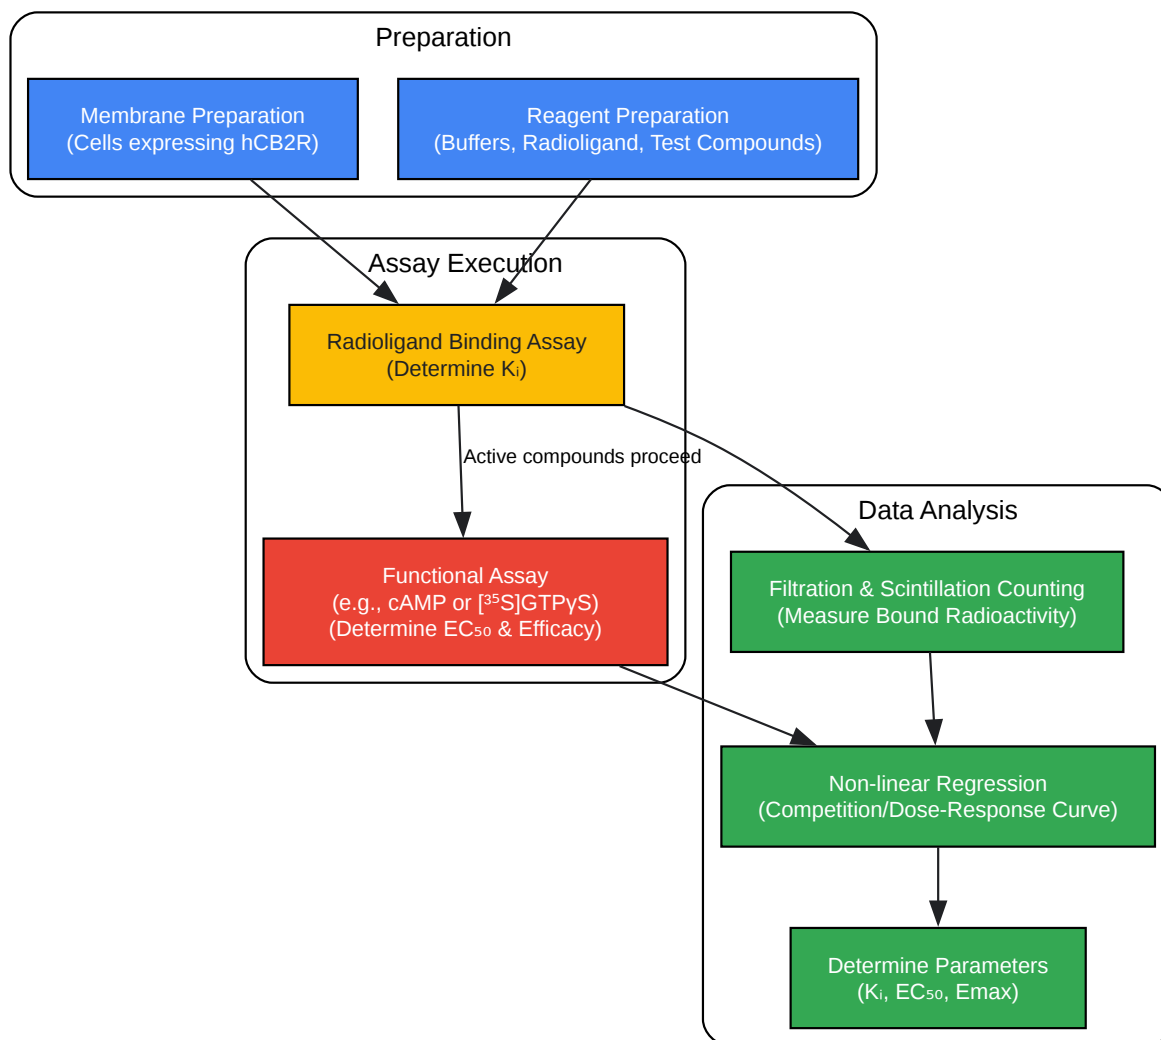 Preparation
Membrane Preparation
(Cells expressing hCB2R)
Reagent Preparation
(Buffers, Radioligand, Test Compounds)
Assay Execution
Radioligand Binding Assay
(Determine Kᵢ)
Active compounds proceed
Functional Assay
(e.g., cAMP or [³⁵S]GTPγS)
(Determine EC₅₀ & Efficacy)
Data Analysis
Filtration & Scintillation Counting
(Measure Bound Radioactivity)
Non-linear Regression
(Competition/Dose-Response Curve)
Determine Parameters
(Kᵢ, EC₅₀, Emax)